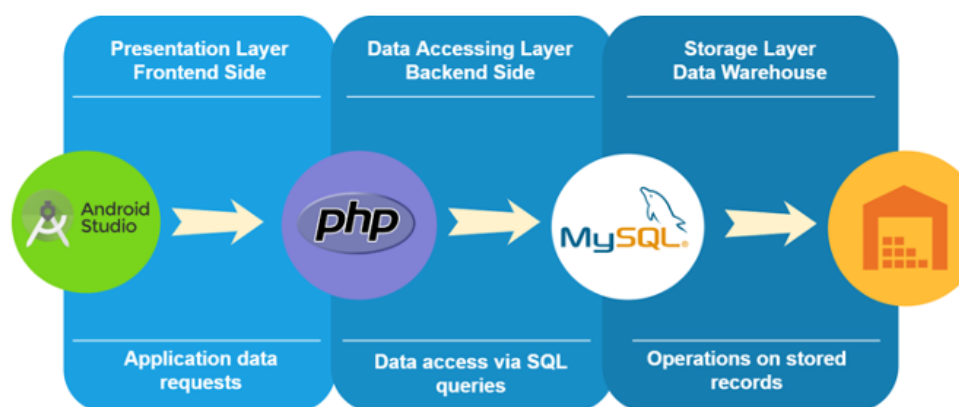 Presentation Layer
Frontend Side
Data Accessing Layer
Backend Side
Storage Layer
Data Warehouse
Android
Studio
php
MySQL®
Application data
requests
Data access via SQL
queries
Operations on stored
records